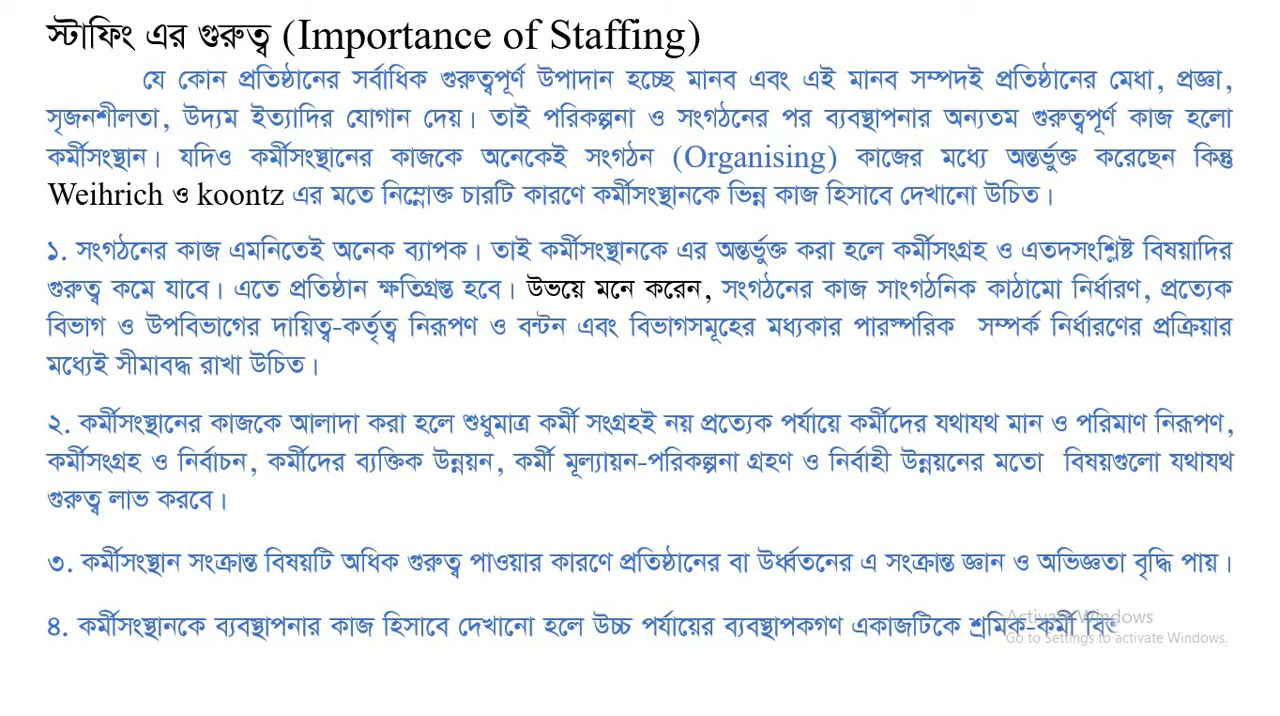 স্টাফিং এর গুরুত্ব (Importance of Staffing)
যে কোন প্রতিষ্ঠানের সর্বাধিক গুরুত্বপূর্ণ উপাদান হচ্ছে মানব এবং এই মানব সম্পদই প্রতিষ্ঠানের মেধা, প্রজ্ঞা,
সৃজনশীলতা, উদ্যম ইত্যাদির যোগান দেয়। তাই পরিকল্পনা ও সংগঠনের পর ব্যবস্থাপনার অন্যতম গুরুত্বপূর্ণ কাজ হলো
কর্মীসংস্থান। যদিও কর্মীসংস্থানের কাজকে অনেকেই সংগঠন (Organising) কাজের মধ্যে অন্তর্ভুক্ত করেছেন কিন্তু
Weihrich ও koontz এর মতে নিম্নোক্ত চারটি কারণে কর্মীসংস্থানকে ভিন্ন কাজ হিসাবে দেখানো উচিত।
১. সংগঠনের কাজ এমনিতেই অনেক ব্যাপক। তাই কর্মীসংস্থানকে এর অন্তর্ভুক্ত করা হলে কর্মীসংগ্রহ ও এতদসংশ্লিষ্ট বিষয়াদির
গুরুত্ব কমে যাবে। এতে প্রতিষ্ঠান ক্ষতিগ্রস্ত হবে। উভয়ে মনে করেন, সংগঠনের কাজ সাংগঠনিক কাঠামো নির্ধারণ, প্রত্যেক
বিভাগ ও উপবিভাগের দায়িত্ব-কর্তৃত্ব নিরূপণ ও বন্টন এবং বিভাগসমূহের মধ্যকার পারস্পরিক সম্পর্ক নির্ধারণের প্রক্রিয়ার
মধ্যেই সীমাবদ্ধ রাখা উচিত।
২. কর্মীসংস্থানের কাজকে আলাদা করা হলে শুধুমাত্র কর্মী সংগ্রহই নয় প্রত্যেক পর্যায়ে কর্মীদের যথাযথ মান ও পরিমাণ নিরূপণ,
কর্মীসংগ্রহ ও নির্বাচন, কর্মীদের ব্যক্তিক উন্নয়ন, কর্মী মূল্যায়ন-পরিকল্পনা গ্রহণ ও নির্বাহী উন্নয়নের মতো বিষয়গুলো যথাযথ
গুরুত্ব লাভ করবে।
৩. কর্মীসংস্থান সংক্রান্ত বিষয়টি অধিক গুরুত্ব পাওয়ার কারণে প্রতিষ্ঠানের বা উর্ধ্বতনের এ সংক্রান্ত জ্ঞান ও অভিজ্ঞতা বৃদ্ধি পায়।
৪. কর্মীসংস্থানকে ব্যবস্থাপনার কাজ হিসাবে দেখানো হলে উচ্চ পর্যায়ের ব্যবস্থাপকগণ একাজটিকে শ্রমিক-কর্মী
Activate Windows
Go to Settings to activate Windows.